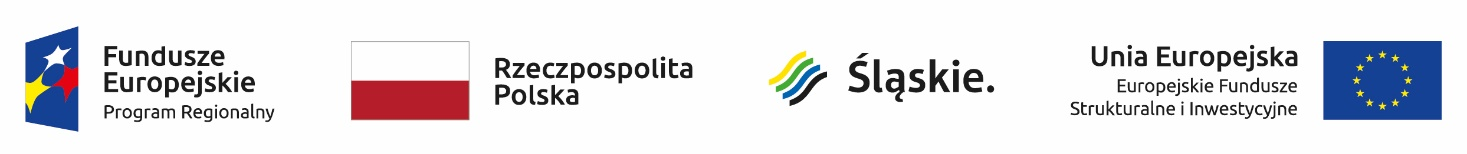 Fundusze
Europejskie
Program Regionalny
Rzeczpospolita
Polska
Śląskie.
Unia Europejska
Europejskie Fundusze
Strukturalne i Inwestycyjne